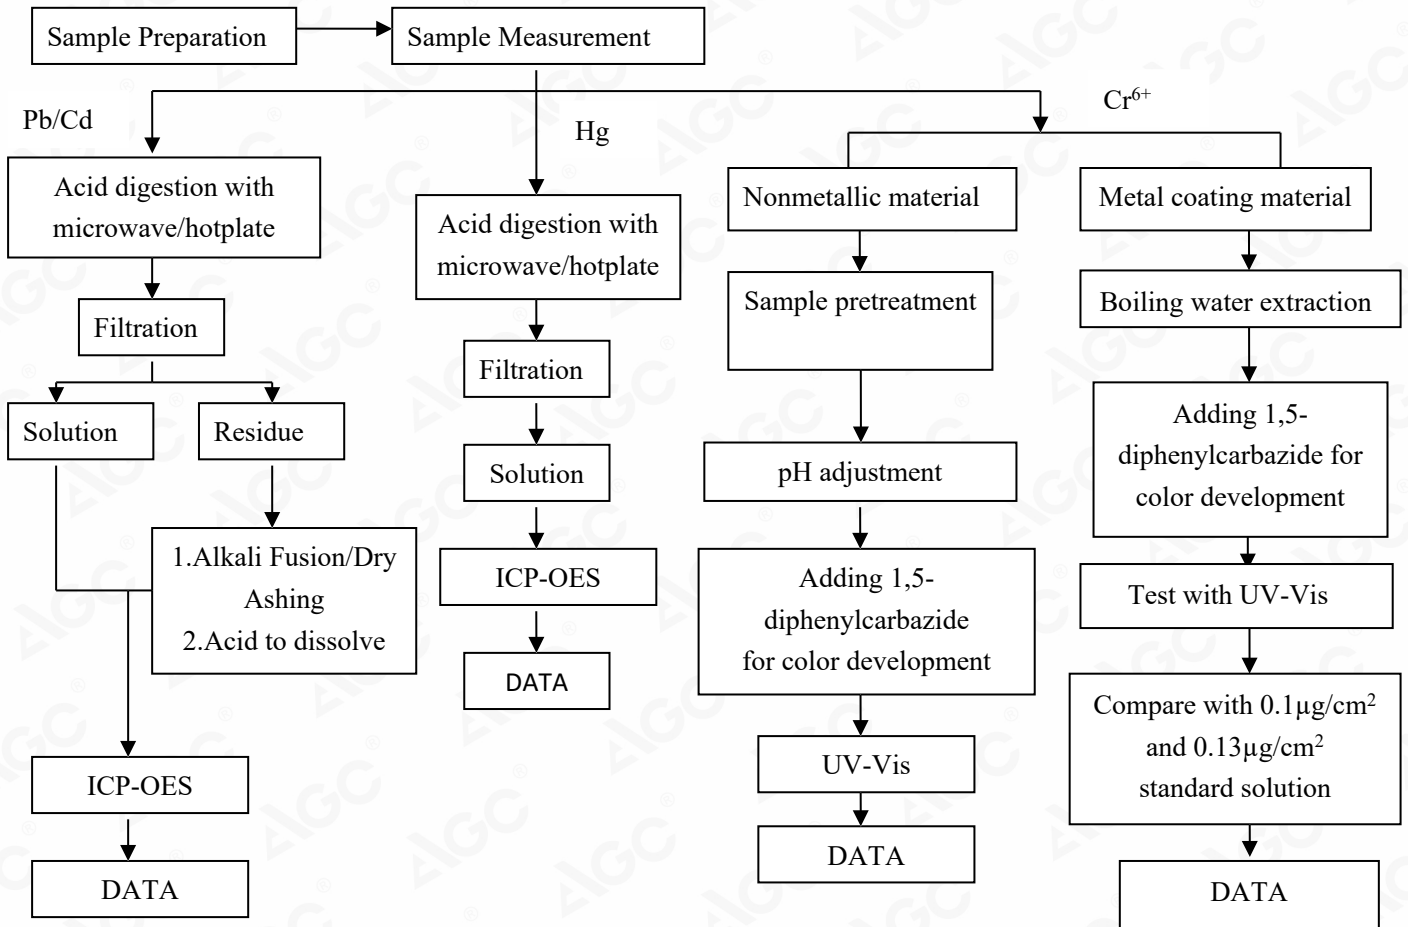 Sample Preparation
Sample Measurement
Pb/Cd
Hg
Cr⁶⁺
Acid digestion with
microwave/hotplate
Filtration
Solution
Residue
1.Alkali Fusion/Dry
Ashing
2.Acid to dissolve
ICP-OES
DATA
Acid digestion with
microwave/hotplate
Filtration
Solution
ICP-OES
DATA
Nonmetallic material
Sample pretreatment
pH adjustment
Adding 1,5-
diphenylcarbazide
for color development
UV-Vis
DATA
Metal coating material
Boiling water extraction
Adding 1,5-
diphenylcarbazide for
color development
Test with UV-Vis
Compare with 0.1µg/cm²
and 0.13µg/cm²
standard solution
DATA
AGC